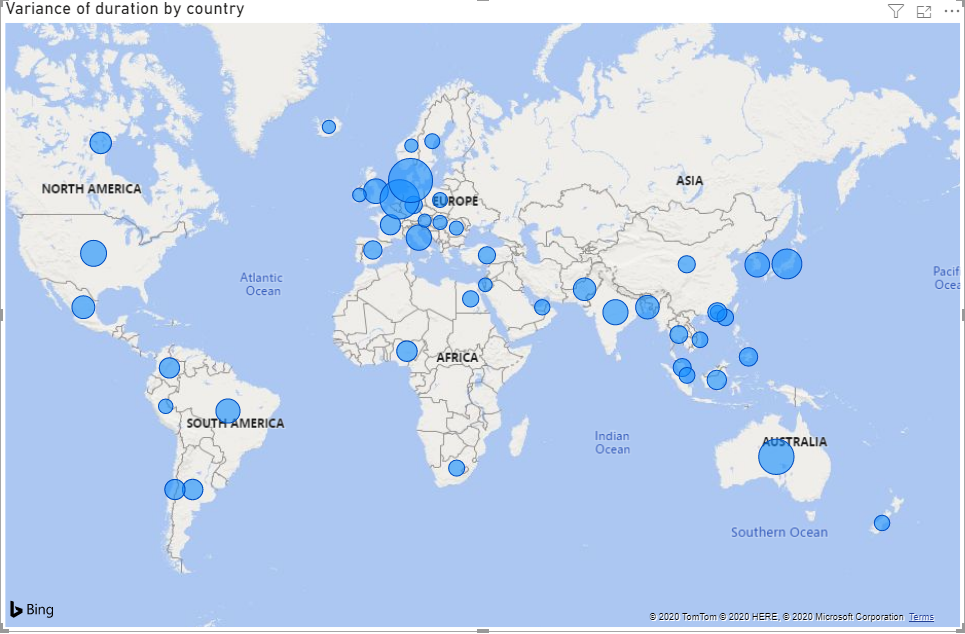 Variance of duration by country
NORTH AMERICA
EUROPE
ASIA
Atlantic
Ocean
Pacif
Ocea
AFRICA
SOUTH AMERICA
Indian
Ocean
AUSTRALIA
Southern Ocean
Bing
© 2020 TomTom © 2020 HERE, © 2020 Microsoft Corporation Terms